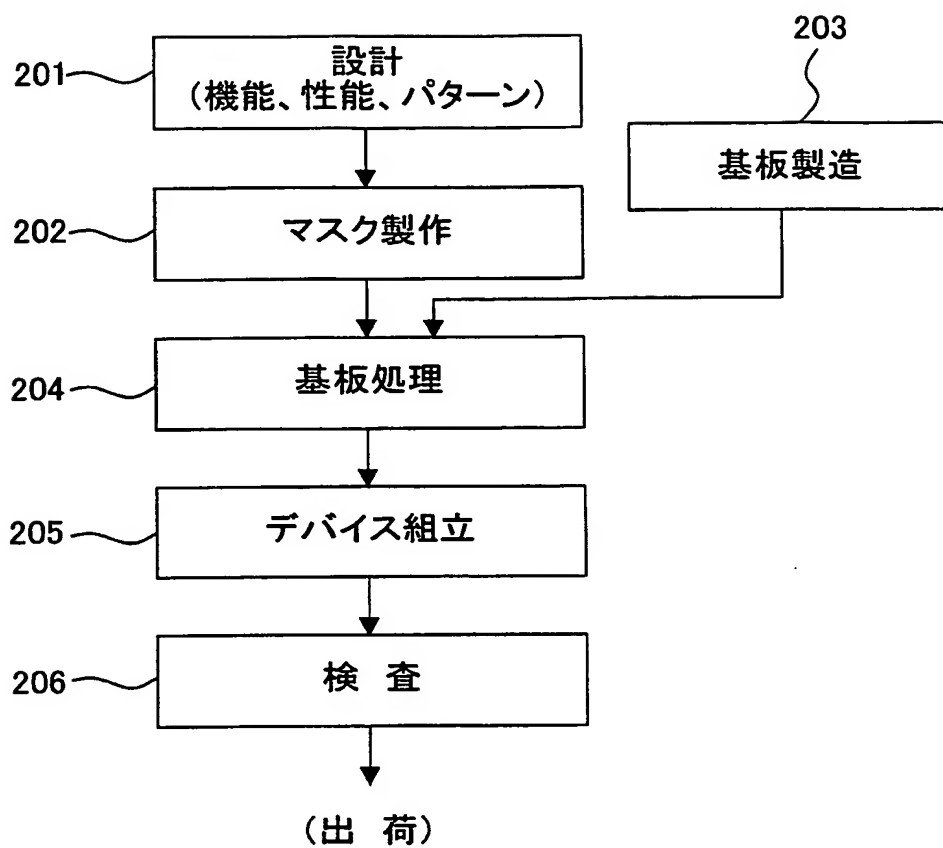 203
201
設計
(機能、性能、パターン)
基板製造
202
マスク製作
204
基板処理
205
デバイス組立
206
検 査
(出 荷)